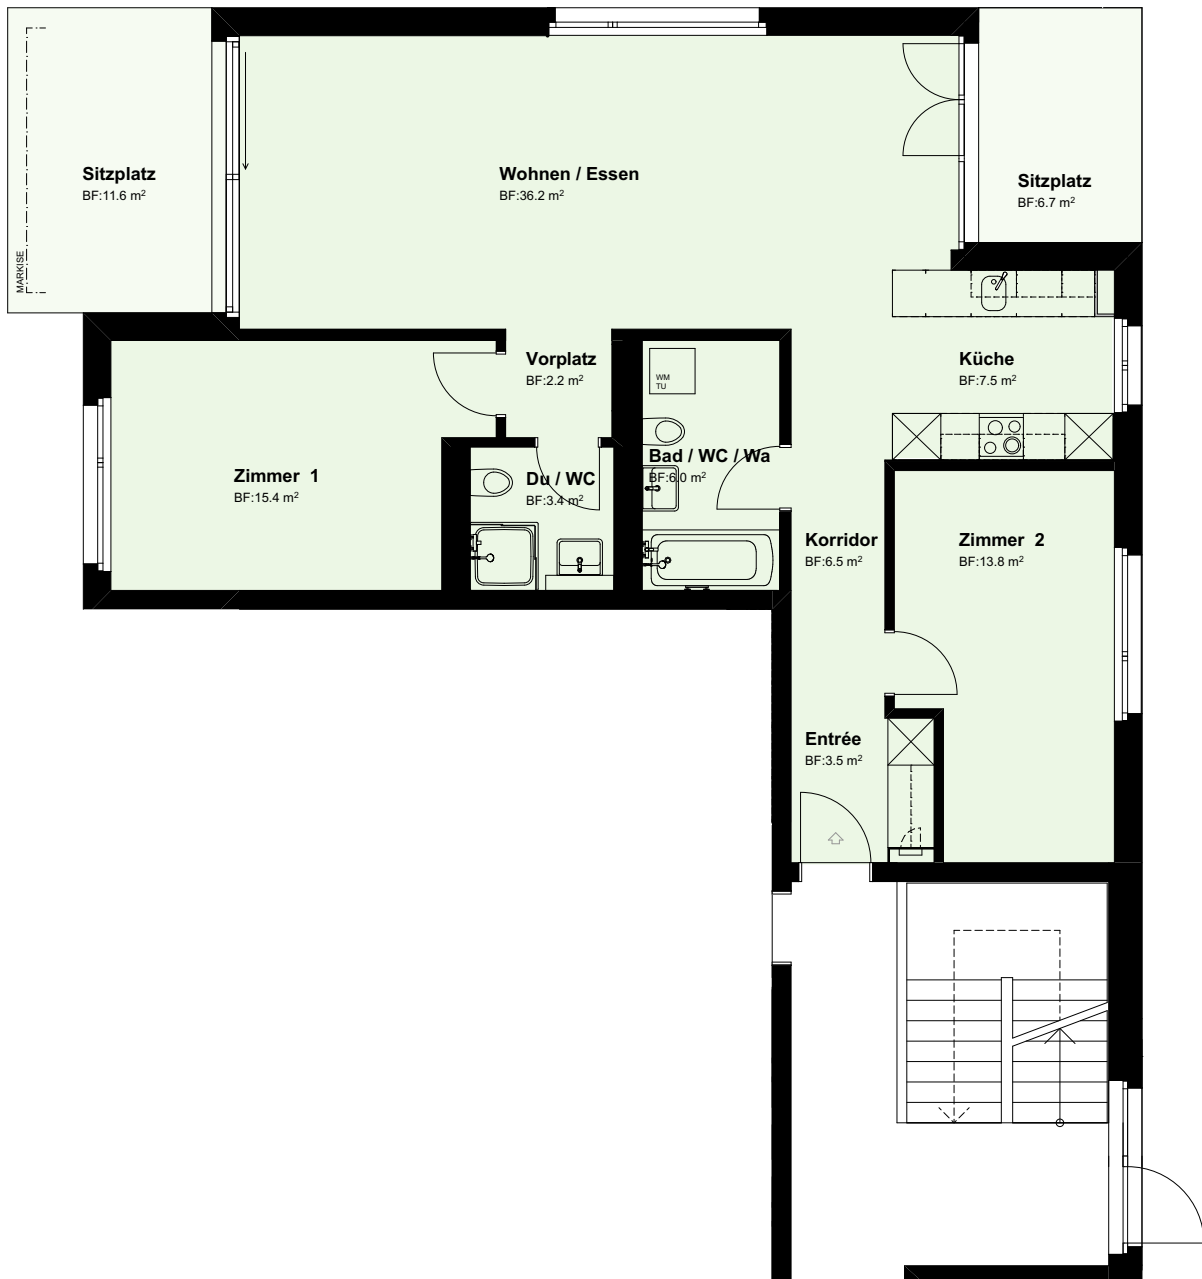 Sitzplatz
BF:11.6 m²
MARKISE
Wohnen / Essen
BF:36.2 m²
Sitzplatz
BF:6.7 m²
Vorplatz
BF:2.2 m²
WM
TU
Küche
BF:7.5 m²
Zimmer 1
BF:15.4 m²
Du / WC
BF:3.4 m²
Bad / WC / Wa
BF:6.0 m²
Korridor
BF:6.5 m²
Zimmer 2
BF:13.8 m²
Entrée
BF:3.5 m²